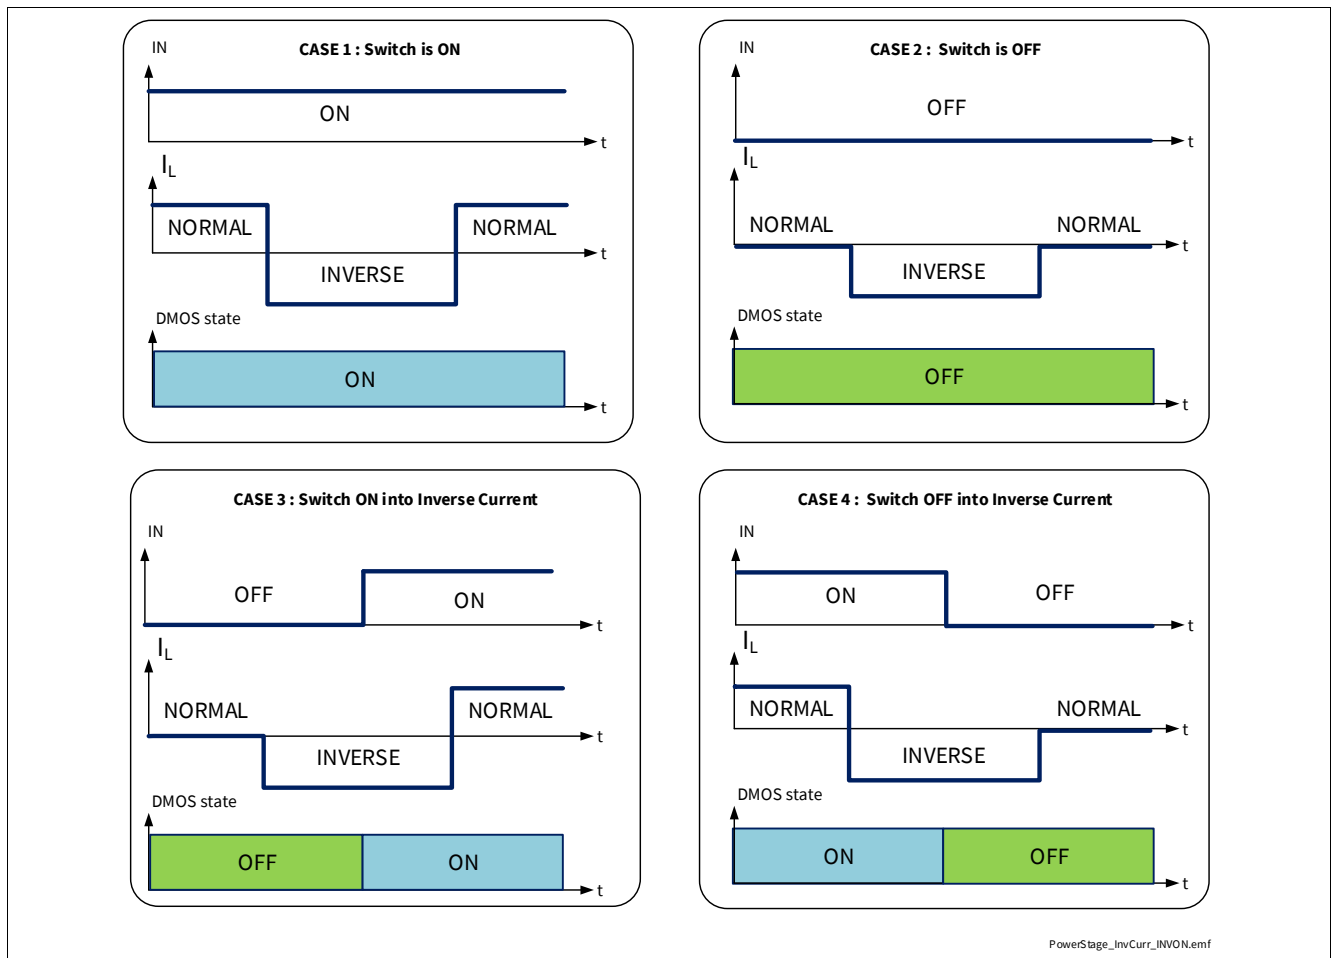 CASE 1 : Switch is ON
IN
ON
t
IL
NORMAL
NORMAL
INVERSE
t
DMOS state
ON
t
CASE 2 : Switch is OFF
IN
OFF
t
IL
NORMAL
NORMAL
INVERSE
t
DMOS state
OFF
t
CASE 3 : Switch ON into Inverse Current
IN
OFF
ON
t
IL
NORMAL
NORMAL
INVERSE
t
DMOS state
OFF
ON
t
CASE 4 : Switch OFF into Inverse Current
IN
ON
OFF
t
IL
NORMAL
NORMAL
INVERSE
t
DMOS state
ON
OFF
t
PowerStage_InvCurr_INVON.emf